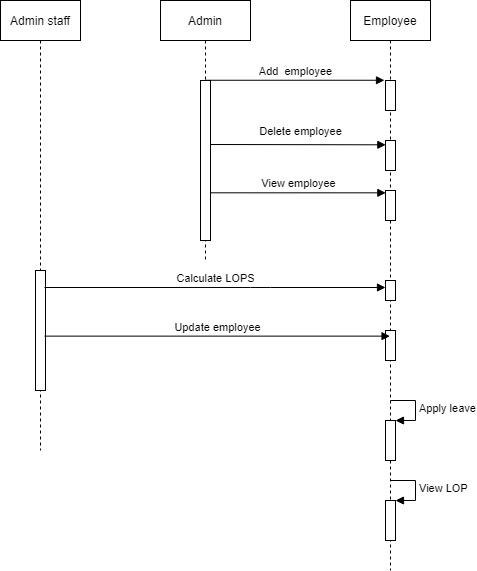 Admin staff
Admin
Employee
Add employee
Delete employee
View employee
Calculate LOPS
Update employee
Apply leave
View LOP